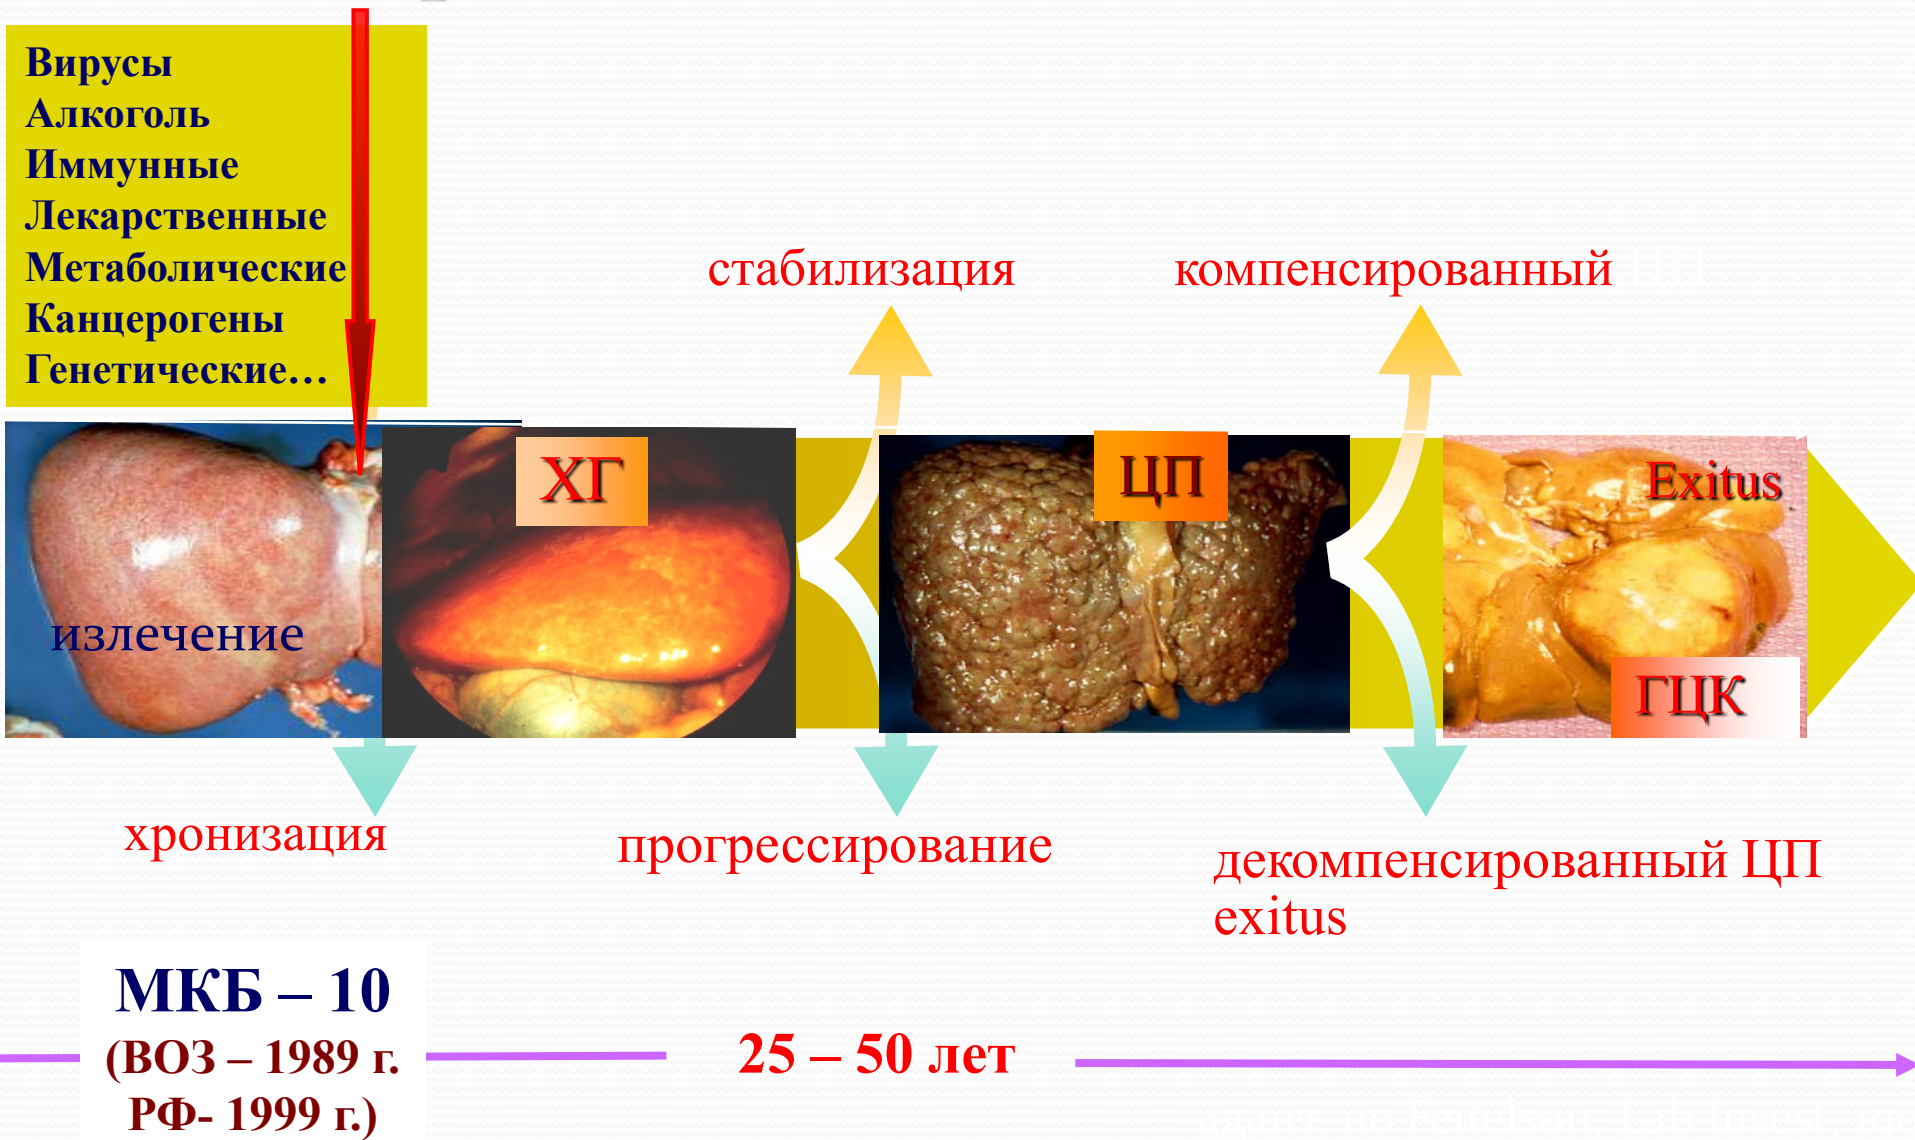 Вирусы
Алкоголь
Иммунные
Лекарственные
Метаболические
Канцерогены
Генетические…
стабилизация
компенсированный
ХГ
ЦП
Exitus
излечение
ГЦК
хронизация
прогрессирование
декомпенсированный ЦП
exitus
МКБ – 10
(ВОЗ – 1989 г.
РФ- 1999 г.)
25 – 50 лет